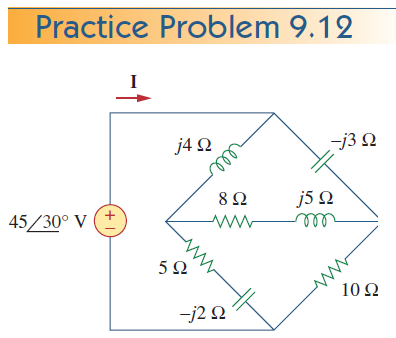 Practice Problem 9.12
I
j4 Ω
–j3 Ω
8 Ω
j5 Ω
45/30° V
+
–
5 Ω
10 Ω
–j2 Ω